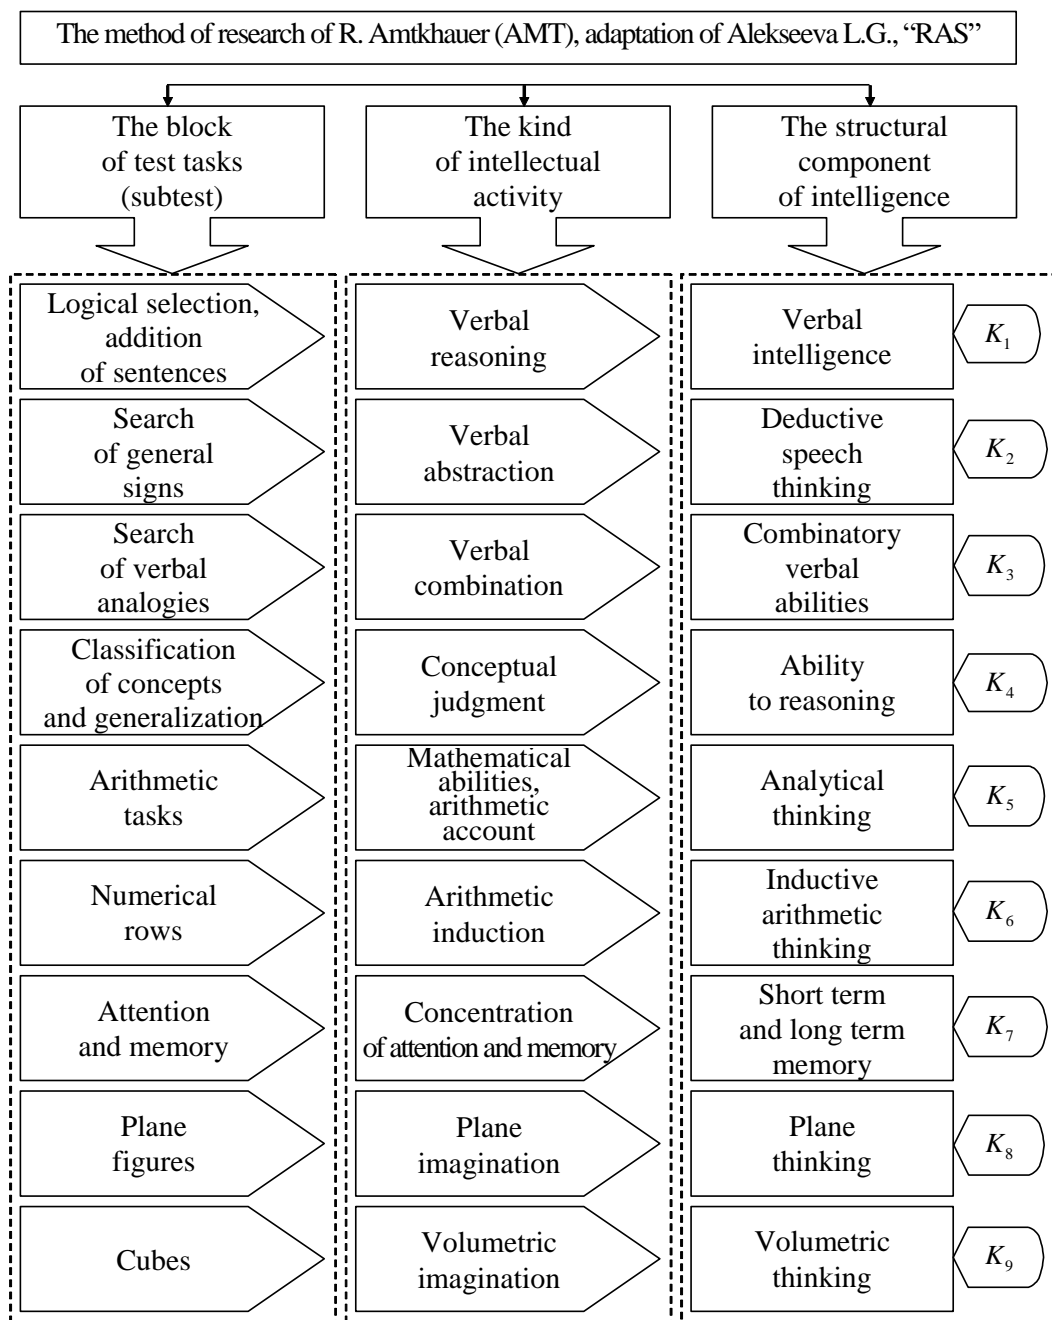 The method of research of R. Amtkhauer (AMT), adaptation of Alekseeva L.G., “RAS”
The block
of test tasks
(subtest)
The kind
of intellectual
activity
The structural
component
of intelligence
Logical selection,
addition
of sentences
Verbal
reasoning
Verbal
intelligence
K1
Search
of general
signs
Verbal
abstraction
Deductive
speech
thinking
K2
Search
of verbal
analogies
Verbal
combination
Combinatory
verbal
abilities
K3
Classification
of concepts
and generalization
Conceptual
judgment
Ability
to reasoning
K4
Arithmetic
tasks
Mathematical
abilities,
arithmetic
account
Analytical
thinking
K5
Numerical
rows
Arithmetic
induction
Inductive
arithmetic
thinking
K6
Attention
and memory
Concentration
of attention and memory
Short term
and long term
memory
K7
Plane
figures
Plane
imagination
Plane
thinking
K8
Cubes
Volumetric
imagination
Volumetric
thinking
K9